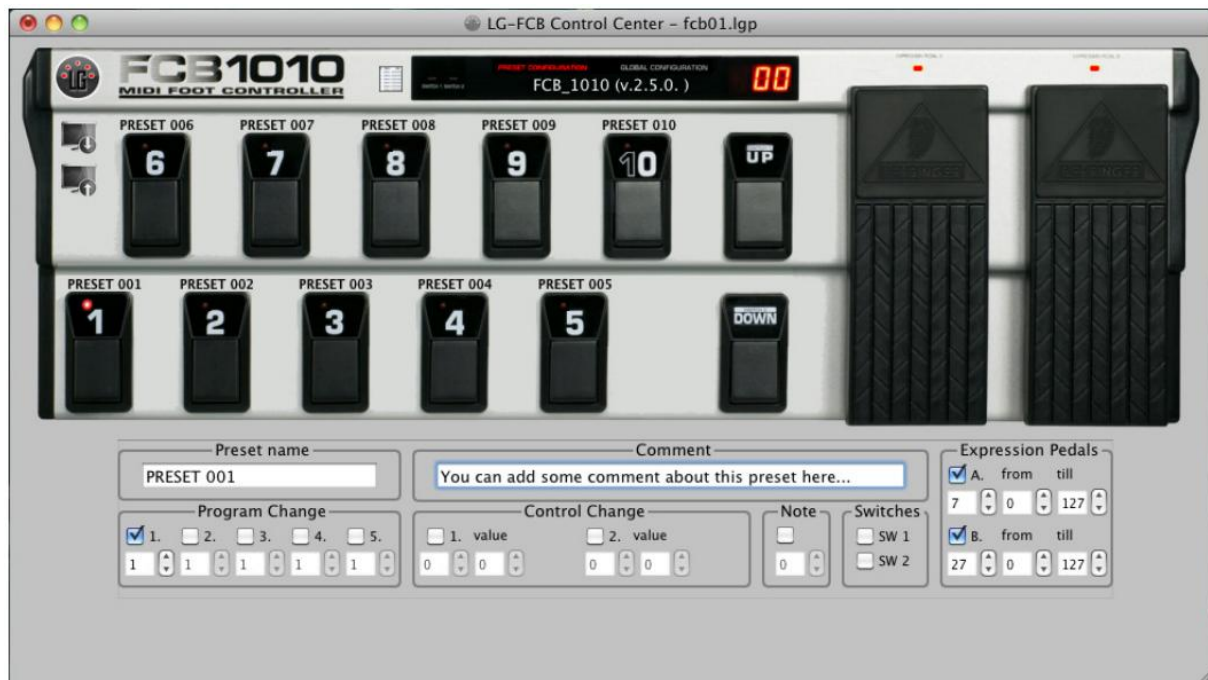 LG-FCB Control Center – fcb01.lgp
LG
FCB1010
MIDI FOOT CONTROLLER
PRESET CONFIGURATION GLOBAL CONFIGURATION
FCB_1010 (v.2.5.0. )
00
PRESET 006 PRESET 007 PRESET 008 PRESET 009 PRESET 010
6 7 8 9 10 UP
PRESET 001 PRESET 002 PRESET 003 PRESET 004 PRESET 005
1 2 3 4 5 DOWN
Preset name Comment Expression Pedals
PRESET 001 You can add some comment about this preset here... A. from till
7 0 127
Program Change Control Change Note Switches
1. 2. 3. 4. 5. 1. value 2. value SW 1 B. from till
1 1 1 1 1 0 0 0 0 0 SW 2 27 0 127